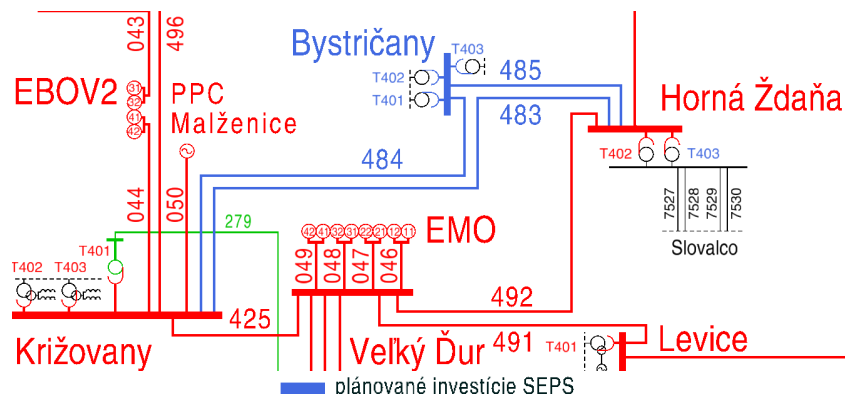 043
496
Bystričany
T403
T402
T401
485
483
Horná Ždaňa
T402
T403
7527
7528
7529
7530
Slovalco
EBOV2
31
32
41
42
PPC
Malženice
484
044
050
279
T401
T402
T403
Križovany
425
42
41
32
31
22
21
12
11
EMO
049
048
047
046
492
Veľký Ďur
491
T401
Levice
plánované investície SEPS